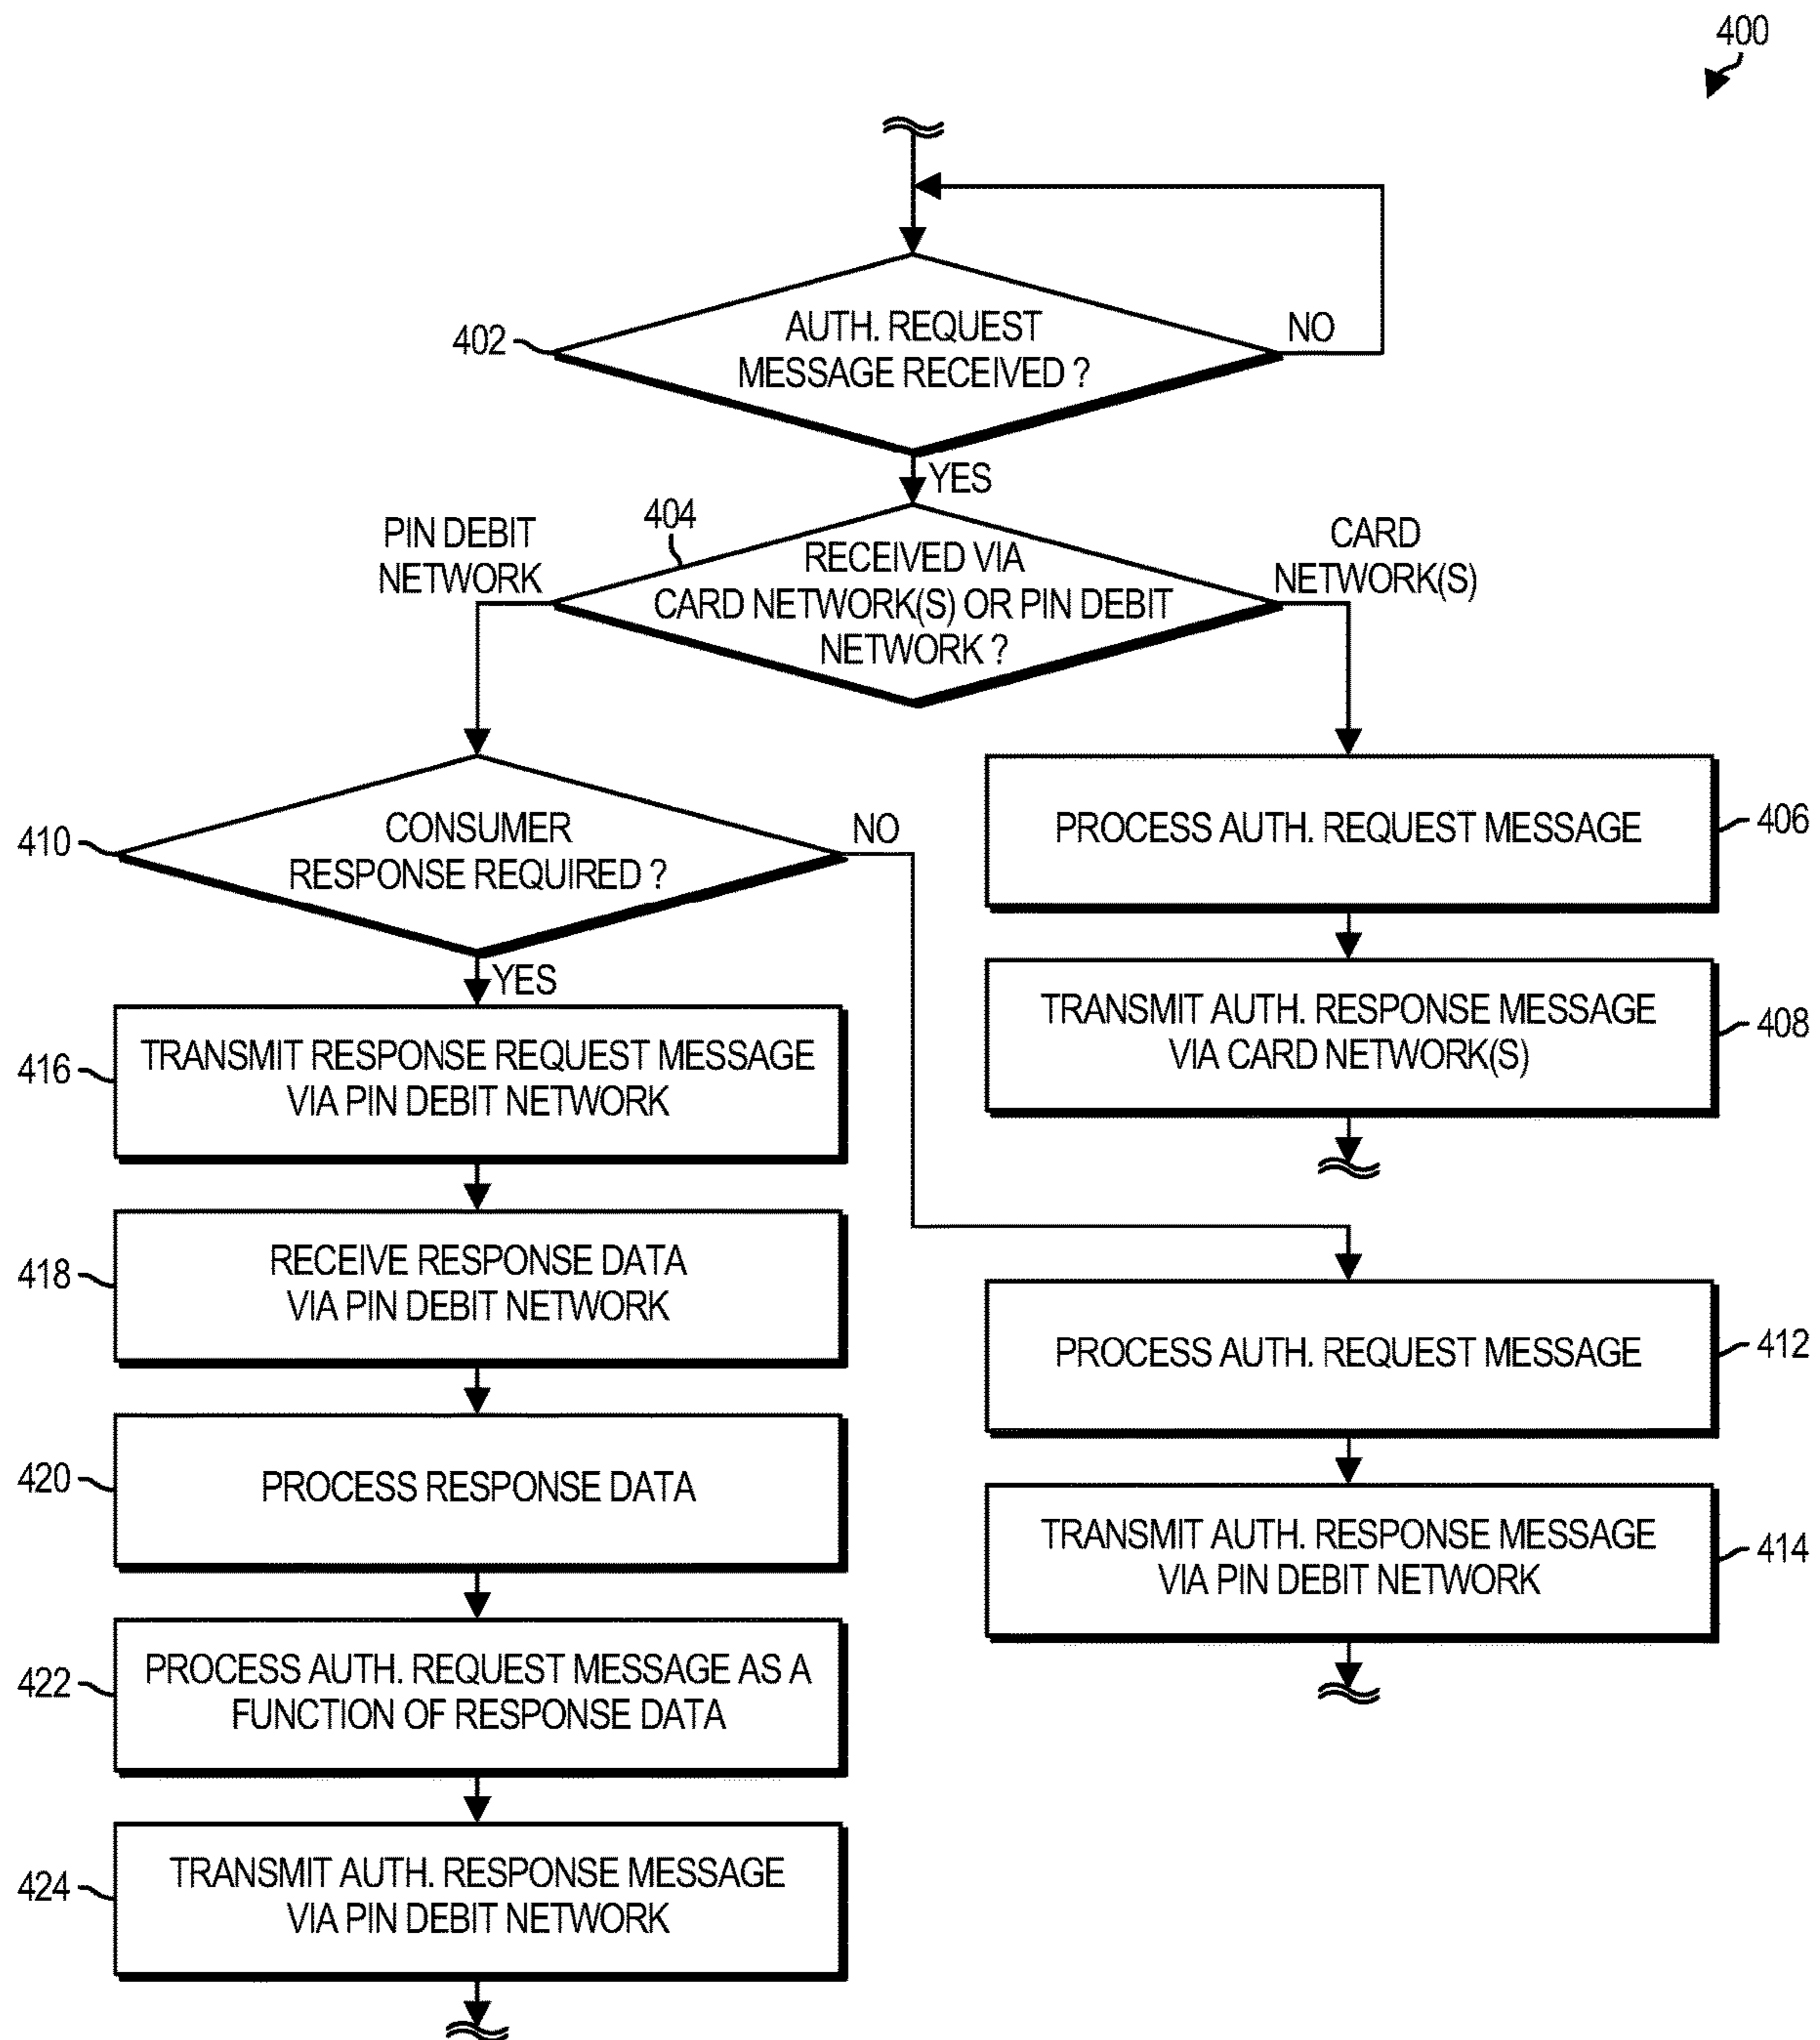 400
402
AUTH. REQUEST
MESSAGE RECEIVED ?
NO
YES
404
PIN DEBIT
NETWORK
RECEIVED VIA
CARD NETWORK(S) OR PIN DEBIT
NETWORK ?
CARD
NETWORK(S)
410
CONSUMER
RESPONSE REQUIRED ?
NO
YES
PROCESS AUTH. REQUEST MESSAGE
406
TRANSMIT AUTH. RESPONSE MESSAGE
VIA CARD NETWORK(S)
408
416
TRANSMIT RESPONSE REQUEST MESSAGE
VIA PIN DEBIT NETWORK
418
RECEIVE RESPONSE DATA
VIA PIN DEBIT NETWORK
PROCESS AUTH. REQUEST MESSAGE
412
420
PROCESS RESPONSE DATA
TRANSMIT AUTH. RESPONSE MESSAGE
VIA PIN DEBIT NETWORK
414
422
PROCESS AUTH. REQUEST MESSAGE AS A
FUNCTION OF RESPONSE DATA
424
TRANSMIT AUTH. RESPONSE MESSAGE
VIA PIN DEBIT NETWORK